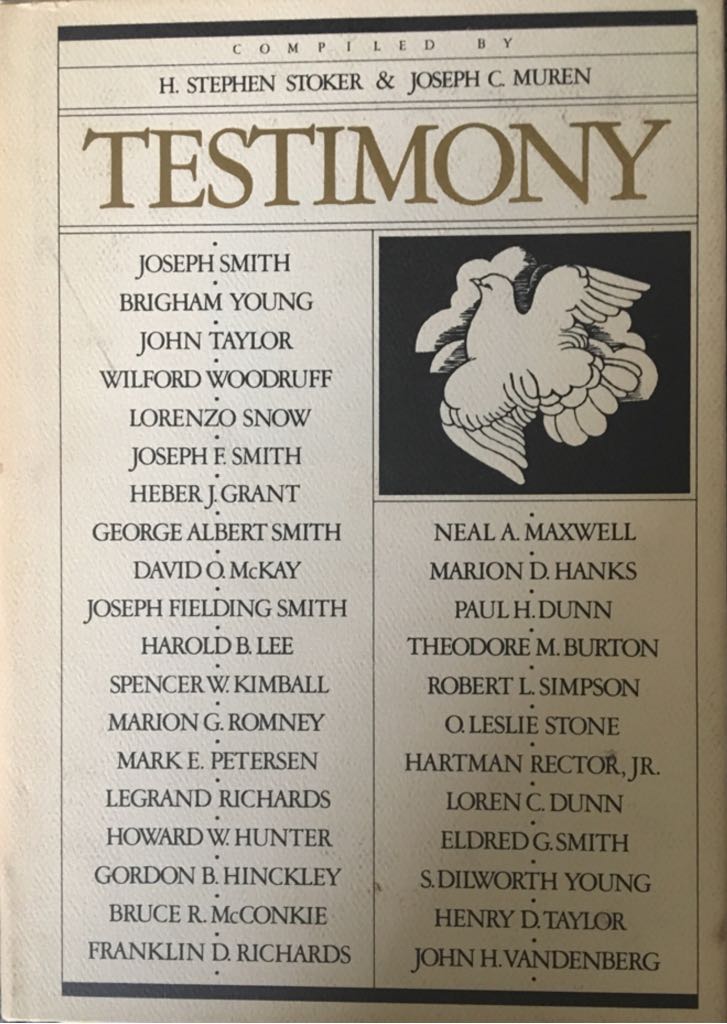 COMPILED BY
H. STEPHEN STOKER & JOSEPH C. MUREN
TESTIMONY
JOSEPH SMITH
BRIGHAM YOUNG
JOHN TAYLOR
WILFORD WOODRUFF
LORENZO SNOW
JOSEPH F. SMITH
HEBER J. GRANT
GEORGE ALBERT SMITH
DAVID O. McKAY
JOSEPH FIELDING SMITH
HAROLD B. LEE
SPENCER W. KIMBALL
MARION G. ROMNEY
MARK E. PETERSEN
LEGRAND RICHARDS
HOWARD W. HUNTER
GORDON B. HINCKLEY
BRUCE R. McCONKIE
FRANKLIN D. RICHARDS
NEAL A. MAXWELL
MARION D. HANKS
PAUL H. DUNN
THEODORE M. BURTON
ROBERT L. SIMPSON
O. LESLIE STONE
HARTMAN RECTOR, JR.
LOREN C. DUNN
ELDRED G. SMITH
S. DILWORTH YOUNG
HENRY D. TAYLOR
JOHN H. VANDENBERG